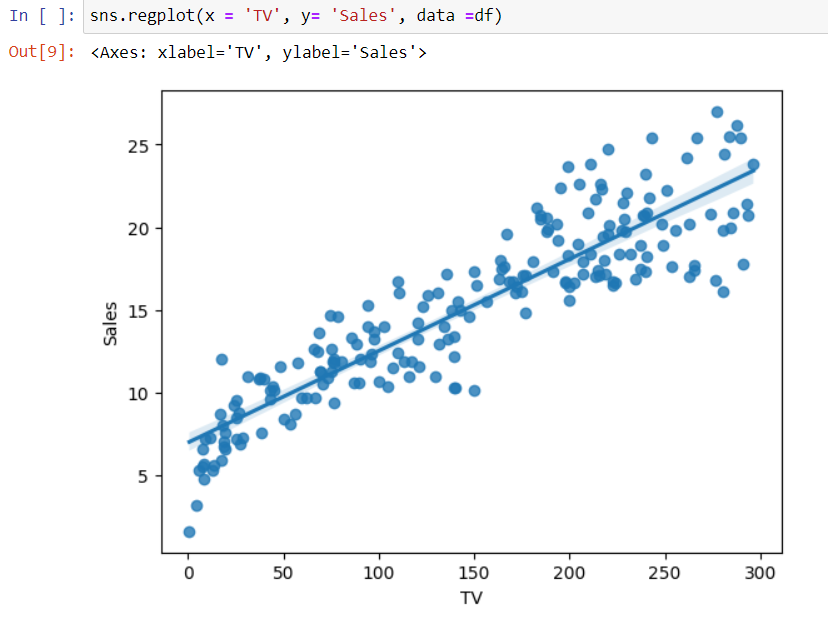 In [ ]: sns.regplot(x = 'TV', y= 'Sales', data =df)
Out[9]: <Axes: xlabel='TV', ylabel='Sales'>
25
20
15
10
5
Sales
0 50 100 150 200 250 300
TV